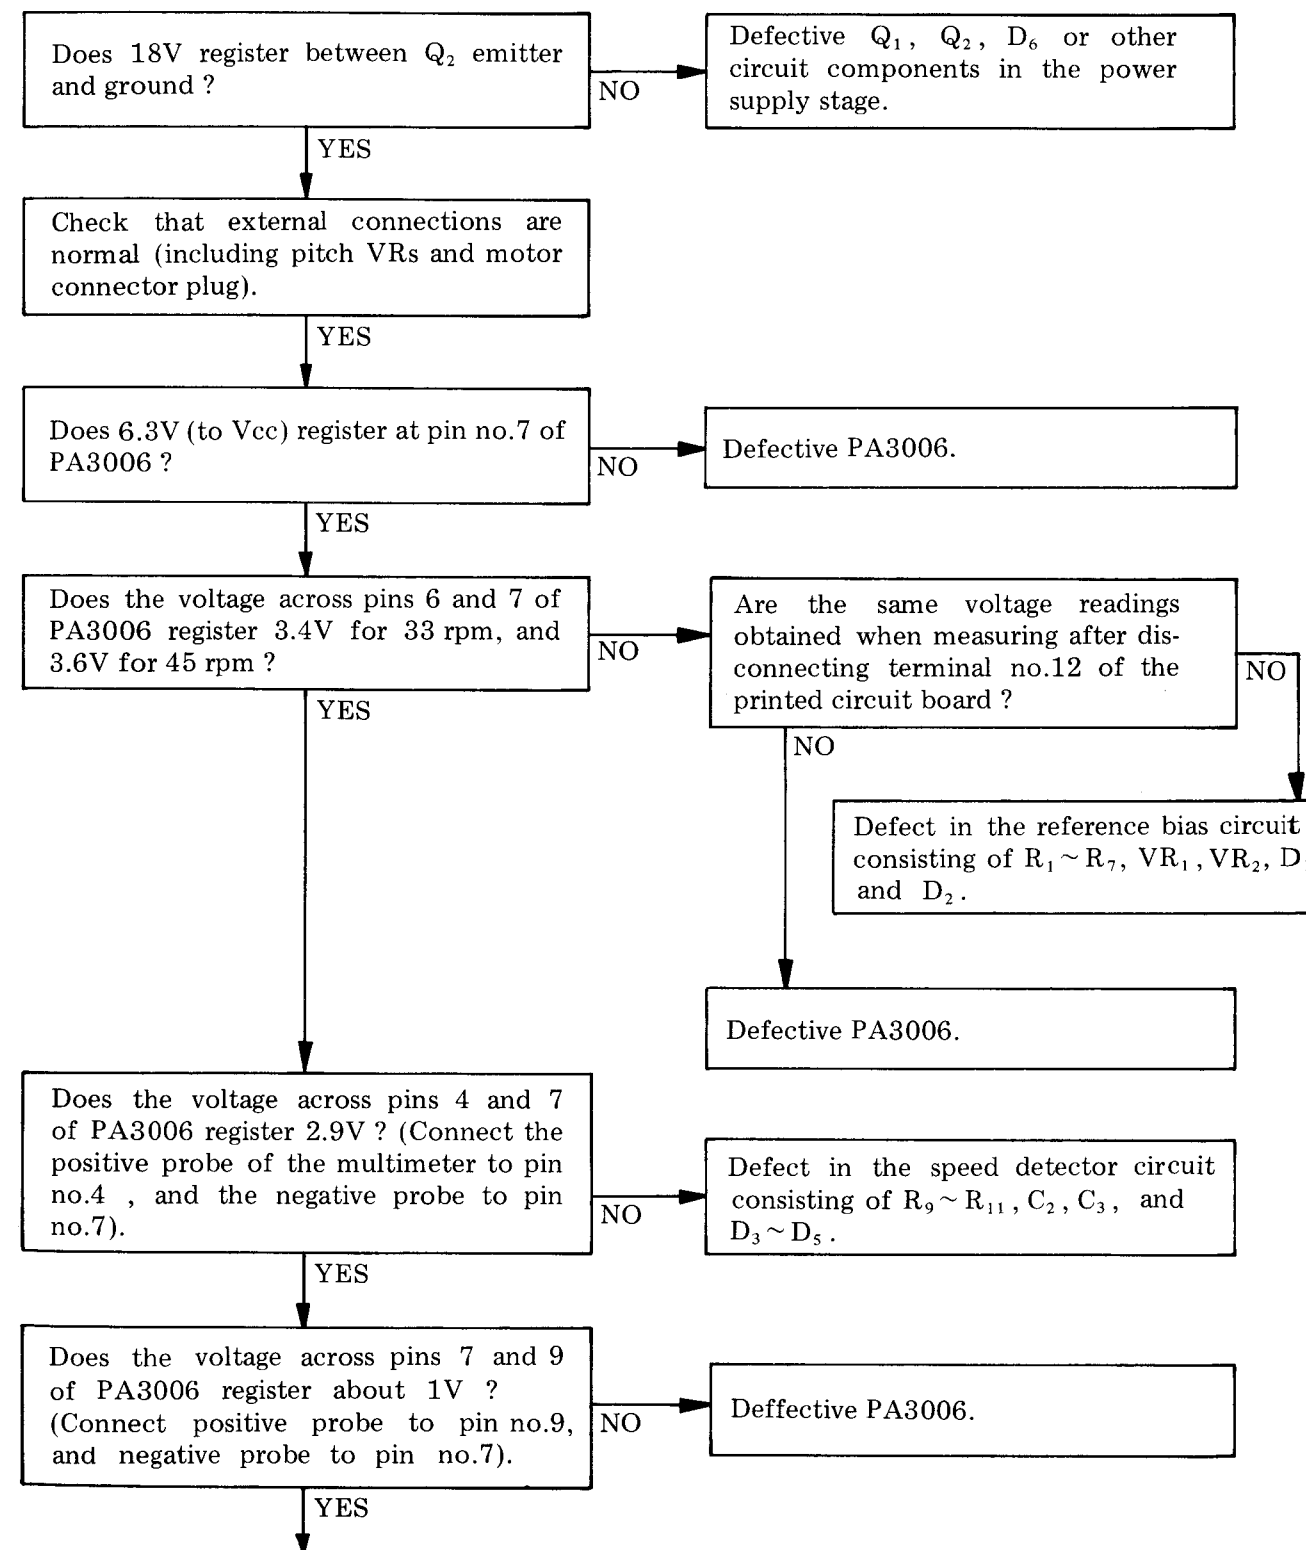 Does 18V register between Q₂ emitter
and ground ?
NO
Defective Q₁, Q₂, D₆ or other
circuit components in the power
supply stage.
YES
Check that external connections are
normal (including pitch VRs and motor
connector plug).
YES
Does 6.3V (to Vcc) register at pin no.7 of
PA3006 ?
NO
Defective PA3006.
YES
Does the voltage across pins 6 and 7 of
PA3006 register 3.4V for 33 rpm, and
3.6V for 45 rpm ?
NO
Are the same voltage readings
obtained when measuring after dis-
connecting terminal no.12 of the
printed circuit board ?
NO
YES
NO
Defect in the reference bias circuit
consisting of R₁~R₇, VR₁, VR₂, D
and D₂.
Defective PA3006.
Does the voltage across pins 4 and 7
of PA3006 register 2.9V ? (Connect the
positive probe of the multimeter to pin
no.4 , and the negative probe to pin
no.7).
NO
Defect in the speed detector circuit
consisting of R₉~R₁₁, C₂, C₃, and
D₃~D₅.
YES
Does the voltage across pins 7 and 9
of PA3006 register about 1V ?
(Connect positive probe to pin no.9,
and negative probe to pin no.7).
NO
Deffective PA3006.
YES